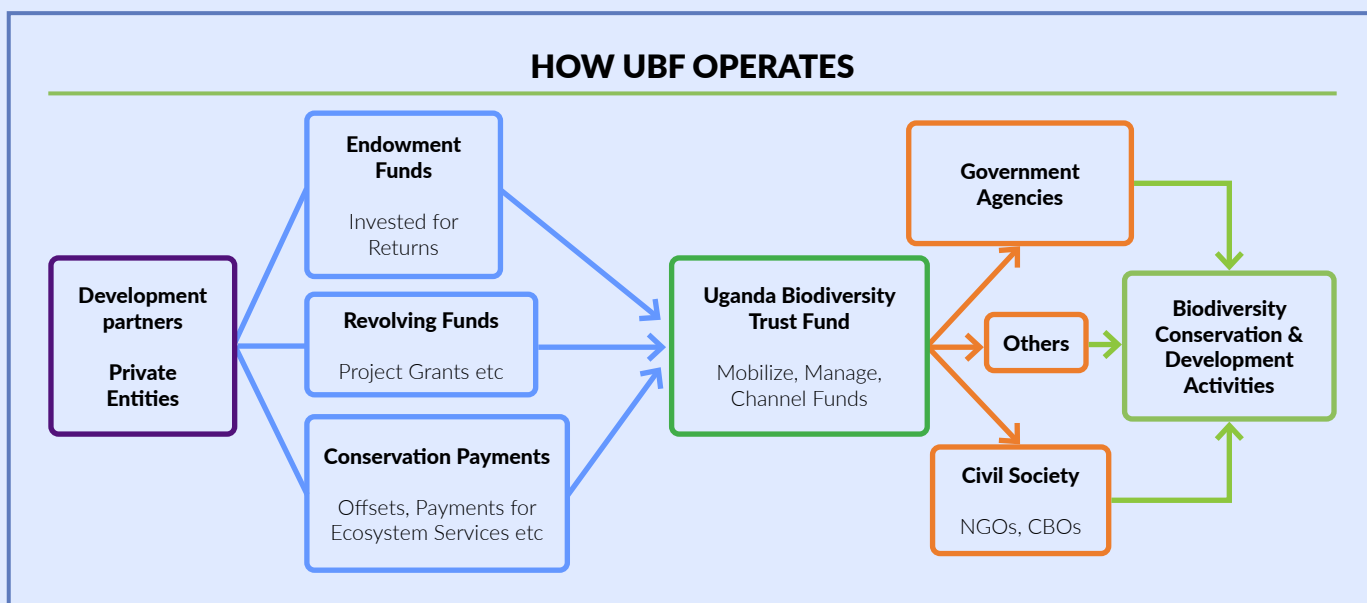 HOW UBF OPERATES
Development
partners
Private
Entities
Endowment
Funds
Invested for
Returns
Revolving Funds
Project Grants etc
Conservation Payments
Offsets, Payments for
Ecosystem Services etc
Uganda Biodiversity
Trust Fund
Mobilize, Manage,
Channel Funds
Government
Agencies
Others
Civil Society
NGOs, CBOs
Biodiversity
Conservation &
Development
Activities